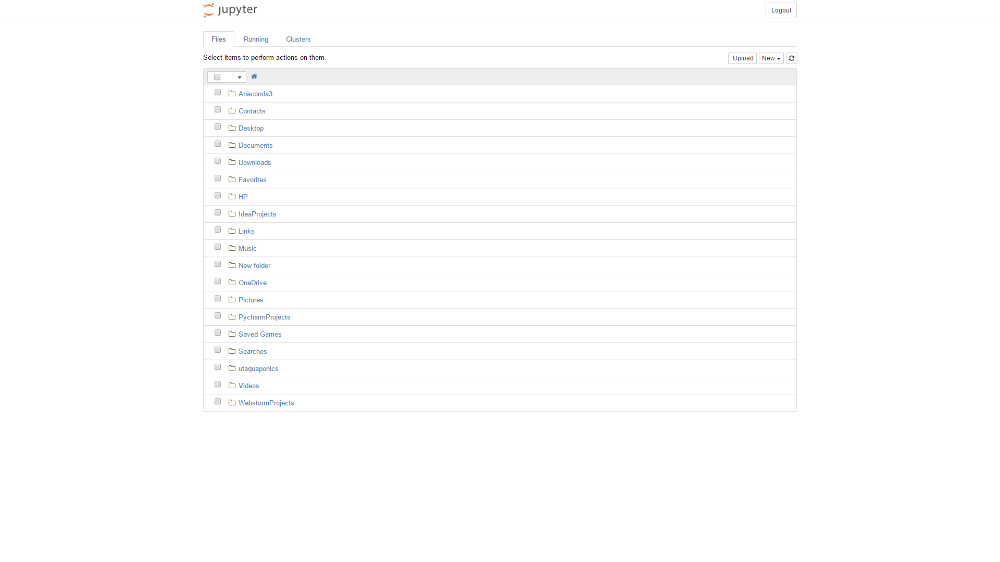 jupyter
Logout
Files Running Clusters
Select items to perform actions on them.
Upload New
Anaconda3
Contacts
Desktop
Documents
Downloads
Favorites
HP
IdeaProjects
Links
Music
New folder
OneDrive
Pictures
PycharmProjects
Saved Games
Searches
utaquaponics
Videos
WebstormProjects